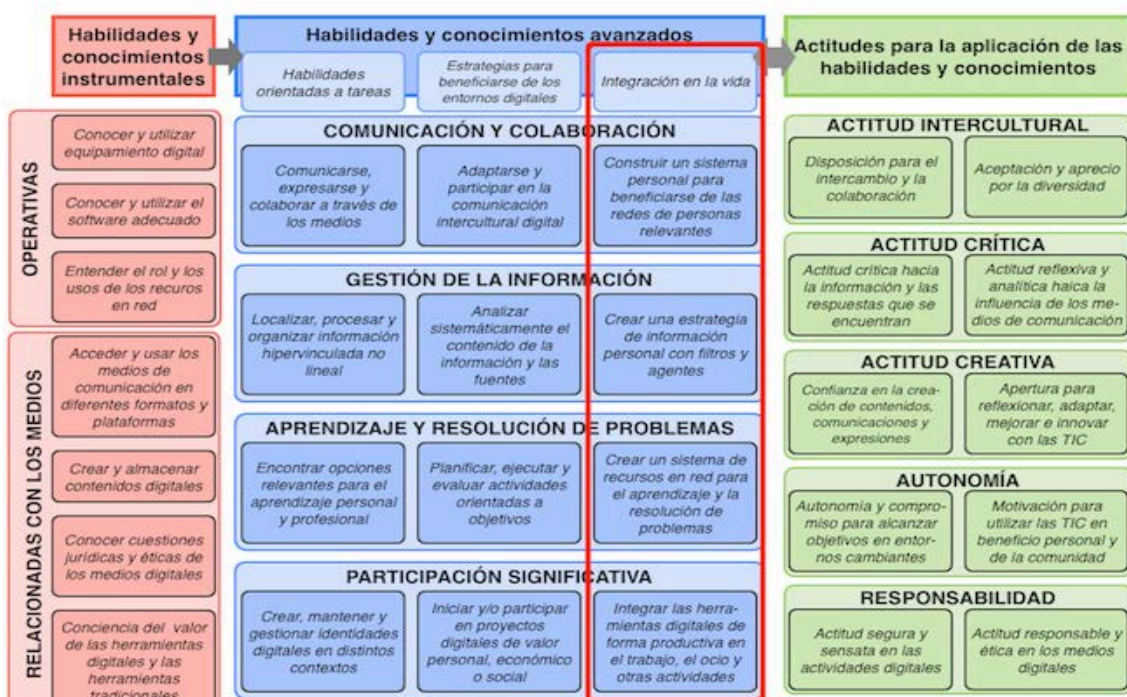 Habilidades y
conocimientos
instrumentales
Habilidades y conocimientos avanzados
Habilidades
orientadas a tareas
Estrategias para
beneficiarse de los
entornos digitales
Integración en la vida
Actitudes para la aplicación de las
habilidades y conocimientos
OPERATIVAS
Conocer y utilizar
equipamiento digital
Conocer y utilizar el
software adecuado
Entender el rol y los
usos de los recuros
en red
RELACIONADAS CON LOS MEDIOS
Acceder y usar los
medios de
comunicación en
diferentes formatos y
plataformas
Crear y almacenar
contenidos digitales
Conocer cuestiones
jurídicas y éticas de
los medios digitales
Conciencia del valor
de las herramientas
digitales y las
herramientas
tradicionales
COMUNICACIÓN Y COLABORACIÓN
Comunicarse,
expresarse y
colaborar a través de
los medios
Adaptarse y
participar en la
comunicación
intercultural digital
Construir un sistema
personal para
beneficiarse de las
redes de personas
relevantes
GESTIÓN DE LA INFORMACIÓN
Localizar, procesar y
organizar información
hipervinculada no
lineal
Analizar
sistemáticamente el
contenido de la
información y las
fuentes
Crear una estrategia
de información
personal con filtros y
agentes
APRENDIZAJE Y RESOLUCIÓN DE PROBLEMAS
Encontrar opciones
relevantes para el
aprendizaje personal
y profesional
Planificar, ejecutar y
evaluar actividades
orientadas a
objetivos
Crear un sistema de
recursos en red para
el aprendizaje y la
resolución de
problemas
PARTICIPACIÓN SIGNIFICATIVA
Crear, mantener y
gestionar identidades
digitales en distintos
contextos
Iniciar y/o participar
en proyectos
digitales de valor
personal, económico
o social
Integrar las herra-
mientas digitales de
forma productiva en
el trabajo, el ocio y
otras actividades
ACTITUD INTERCULTURAL
Disposición para el
intercambio y la
colaboración
Aceptación y aprecio
por la diversidad
ACTITUD CRÍTICA
Actitud crítica hacia
la información y las
respuestas que se
encuentran
Actitud reflexiva y
analítica haica la
influencia de los me-
dios de comunicación
ACTITUD CREATIVA
Confianza en la crea-
ción de contenidos,
comunicaciones y
expresiones
Apertura para
reflexionar, adaptar,
mejorar e innovar
con las TIC
AUTONOMÍA
Autonomía y compro-
miso para alcanzar
objetivos en entor-
nos cambiantes
Motivación para
utilizar las TIC en
beneficio personal y
de la comunidad
RESPONSABILIDAD
Actitud segura y
sensata en las
actividades digitales
Actitud responsable y
ética en los medios
digitales